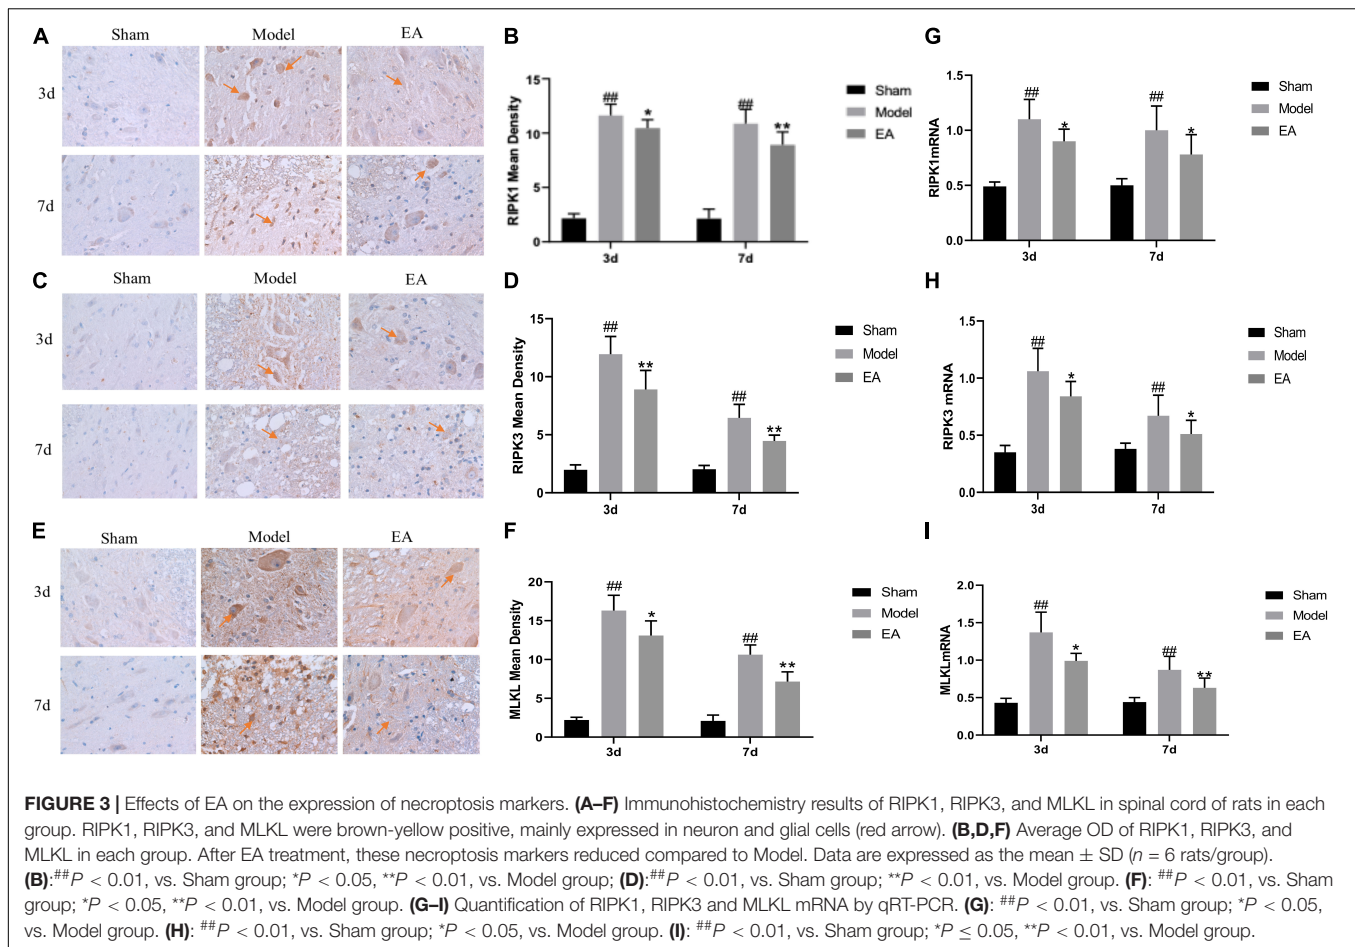 A
Sham
Model
EA
3d
7d
B
RIPK1 Mean Density
15
10
5
0
##
*
##
**
3d
7d
Sham
Model
EA
G
RIPK1mRNA
1.5
1.0
0.5
0.0
##
*
##
*
3d
7d
Sham
Model
EA
C
Sham
Model
EA
3d
7d
D
RIPK3 Mean Density
15
10
5
0
##
**
##
**
3d
7d
Sham
Model
EA
H
RIPK3 mRNA
1.5
1.0
0.5
0.0
##
*
##
*
3d
7d
Sham
Model
EA
E
Sham
Model
EA
3d
7d
F
MLKL Mean Density
20
15
10
5
0
##
*
##
**
3d
7d
Sham
Model
EA
I
MLKLmRNA
2.0
1.5
1.0
0.5
0.0
##
*
##
**
3d
7d
Sham
Model
EA
FIGURE 3 | Effects of EA on the expression of necroptosis markers. (A–F) Immunohistochemistry results of RIPK1, RIPK3, and MLKL in spinal cord of rats in each
group. RIPK1, RIPK3, and MLKL were brown-yellow positive, mainly expressed in neuron and glial cells (red arrow). (B,D,F) Average OD of RIPK1, RIPK3, and
MLKL in each group. After EA treatment, these necroptosis markers reduced compared to Model. Data are expressed as the mean ± SD (n = 6 rats/group).
(B):##P < 0.01, vs. Sham group; *P < 0.05, **P < 0.01, vs. Model group; (D):##P < 0.01, vs. Sham group; **P < 0.01, vs. Model group. (F): ##P < 0.01, vs. Sham
group; *P < 0.05, **P < 0.01, vs. Model group. (G–I) Quantification of RIPK1, RIPK3 and MLKL mRNA by qRT-PCR. (G): ##P < 0.01, vs. Sham group; *P < 0.05,
vs. Model group. (H): ##P < 0.01, vs. Sham group; *P < 0.05, vs. Model group. (I): ##P < 0.01, vs. Sham group; *P ≤ 0.05, **P < 0.01, vs. Model group.